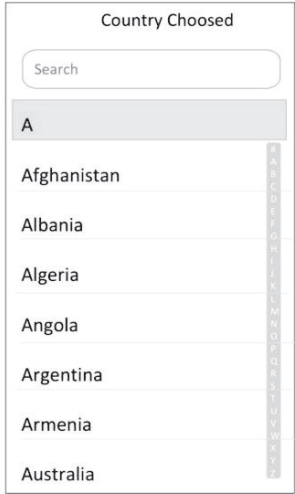 Country Choosed
Search
A
Afghanistan
Albania
Algeria
Angola
Argentina
Armenia
Australia
#
A
B
C
D
E
F
G
H
I
J
K
L
M
N
O
P
Q
R
S
T
U
V
W
X
Y
Z